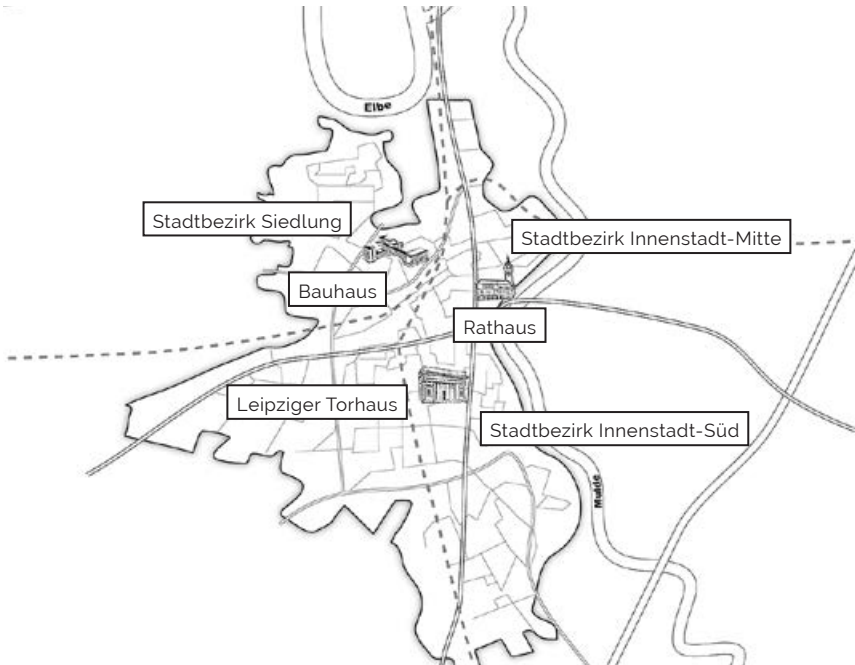 Elbe
Stadtbezirk Siedlung
Stadtbezirk Innenstadt-Mitte
Bauhaus
Rathaus
Leipziger Torhaus
Stadtbezirk Innenstadt-Süd
Mulde